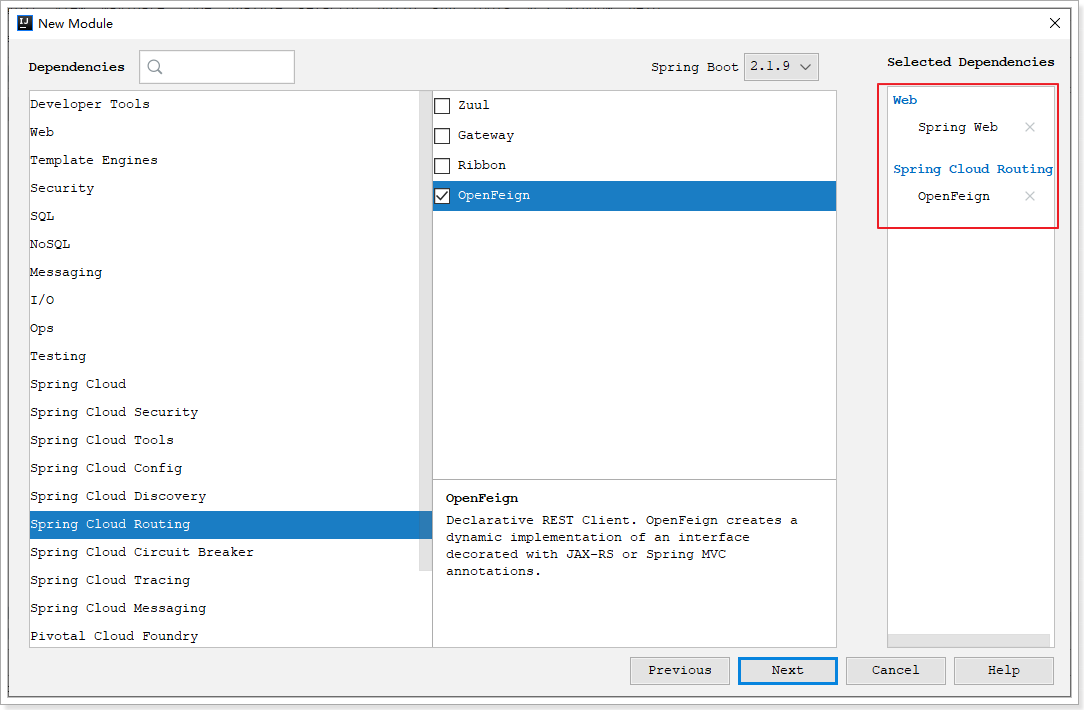 New Module
Dependencies
Spring Boot 2.1.9
Selected Dependencies
Developer Tools
Web
Template Engines
Security
SQL
NoSQL
Messaging
I/O
Ops
Testing
Spring Cloud
Spring Cloud Security
Spring Cloud Tools
Spring Cloud Config
Spring Cloud Discovery
Spring Cloud Routing
Spring Cloud Circuit Breaker
Spring Cloud Tracing
Spring Cloud Messaging
Pivotal Cloud Foundry
Zuul
Gateway
Ribbon
OpenFeign
OpenFeign
Declarative REST Client. OpenFeign creates a
dynamic implementation of an interface
decorated with JAX-RS or Spring MVC
annotations.
Web
Spring Web
Spring Cloud Routing
OpenFeign
Previous
Next
Cancel
Help